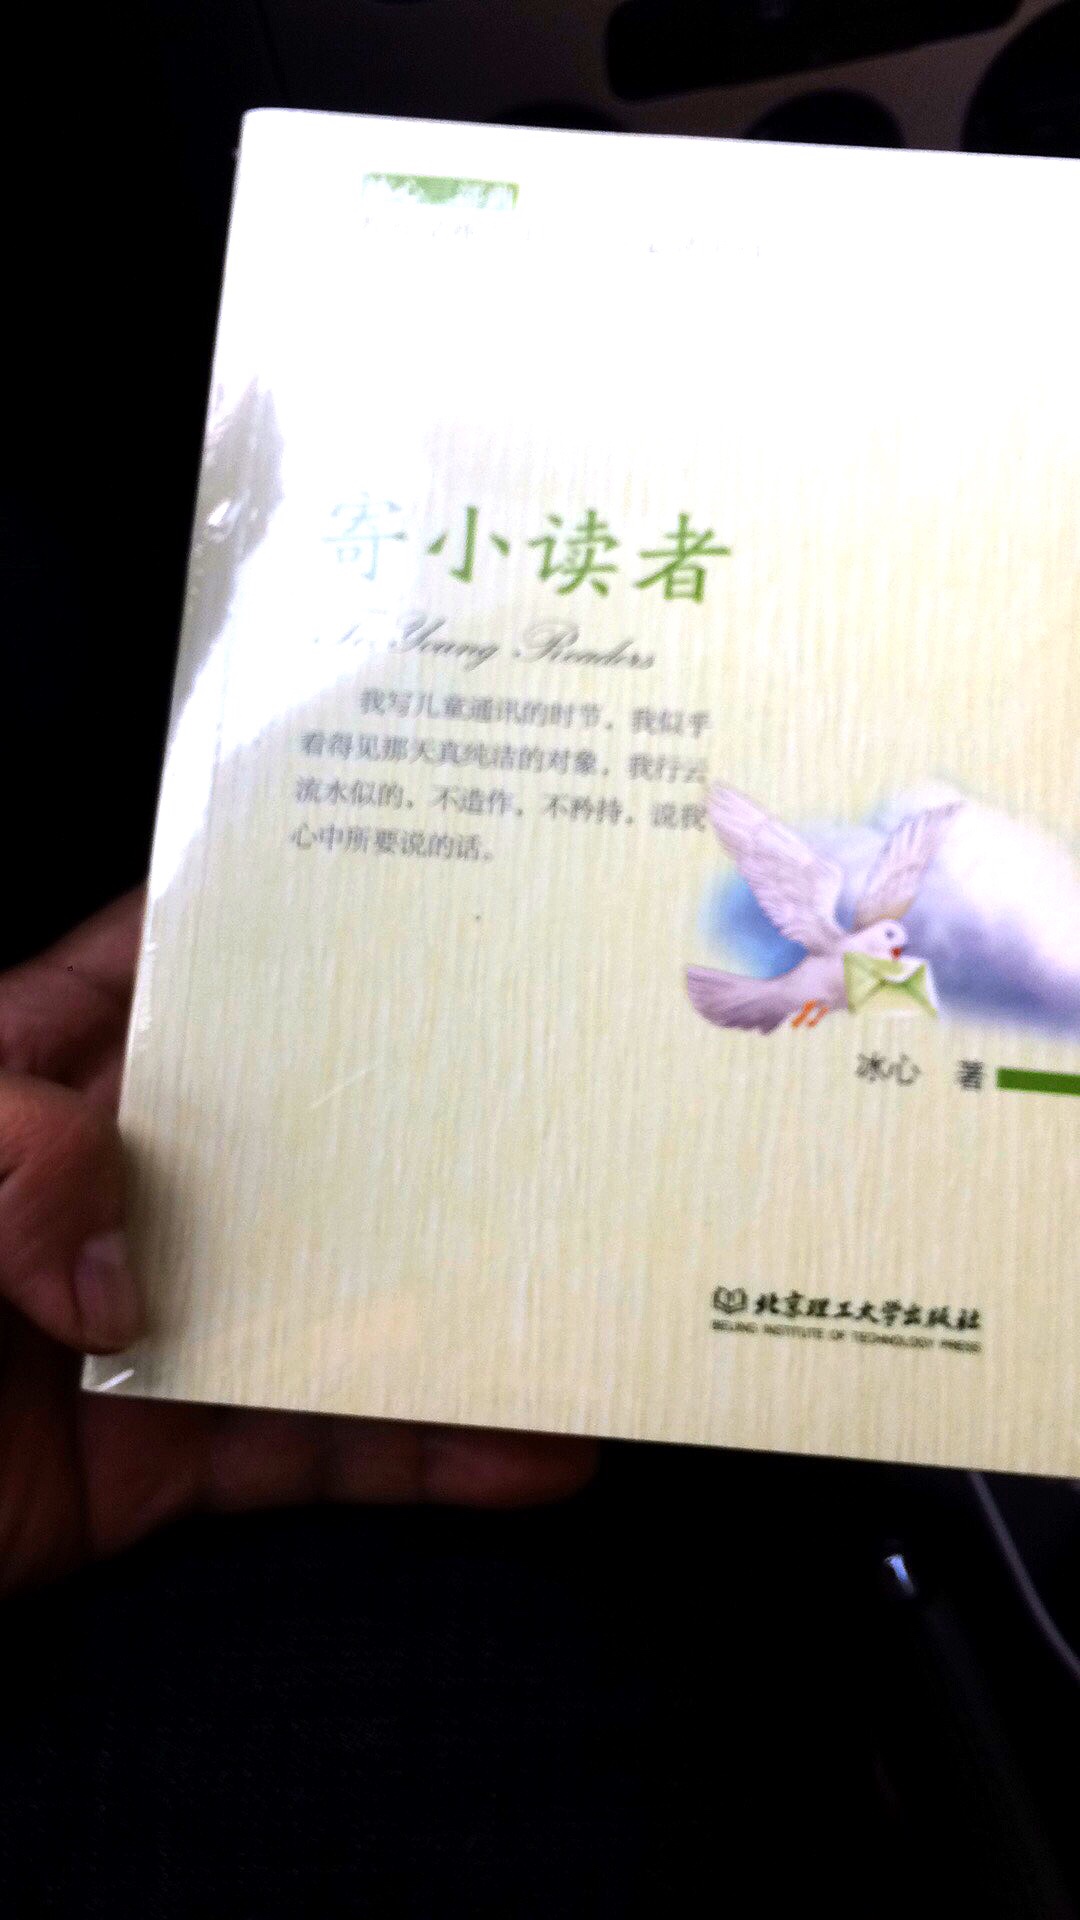 寄小读者
To Young Readers
我写儿童通讯的时节，我似乎
看得见那天真纯洁的对象，我行云
流水似的，不造作，不矜持，说我
心中所要说的话。
冰心 著
北京理工大学出版社
BEIJING INSTITUTE OF TECHNOLOGY PRESS